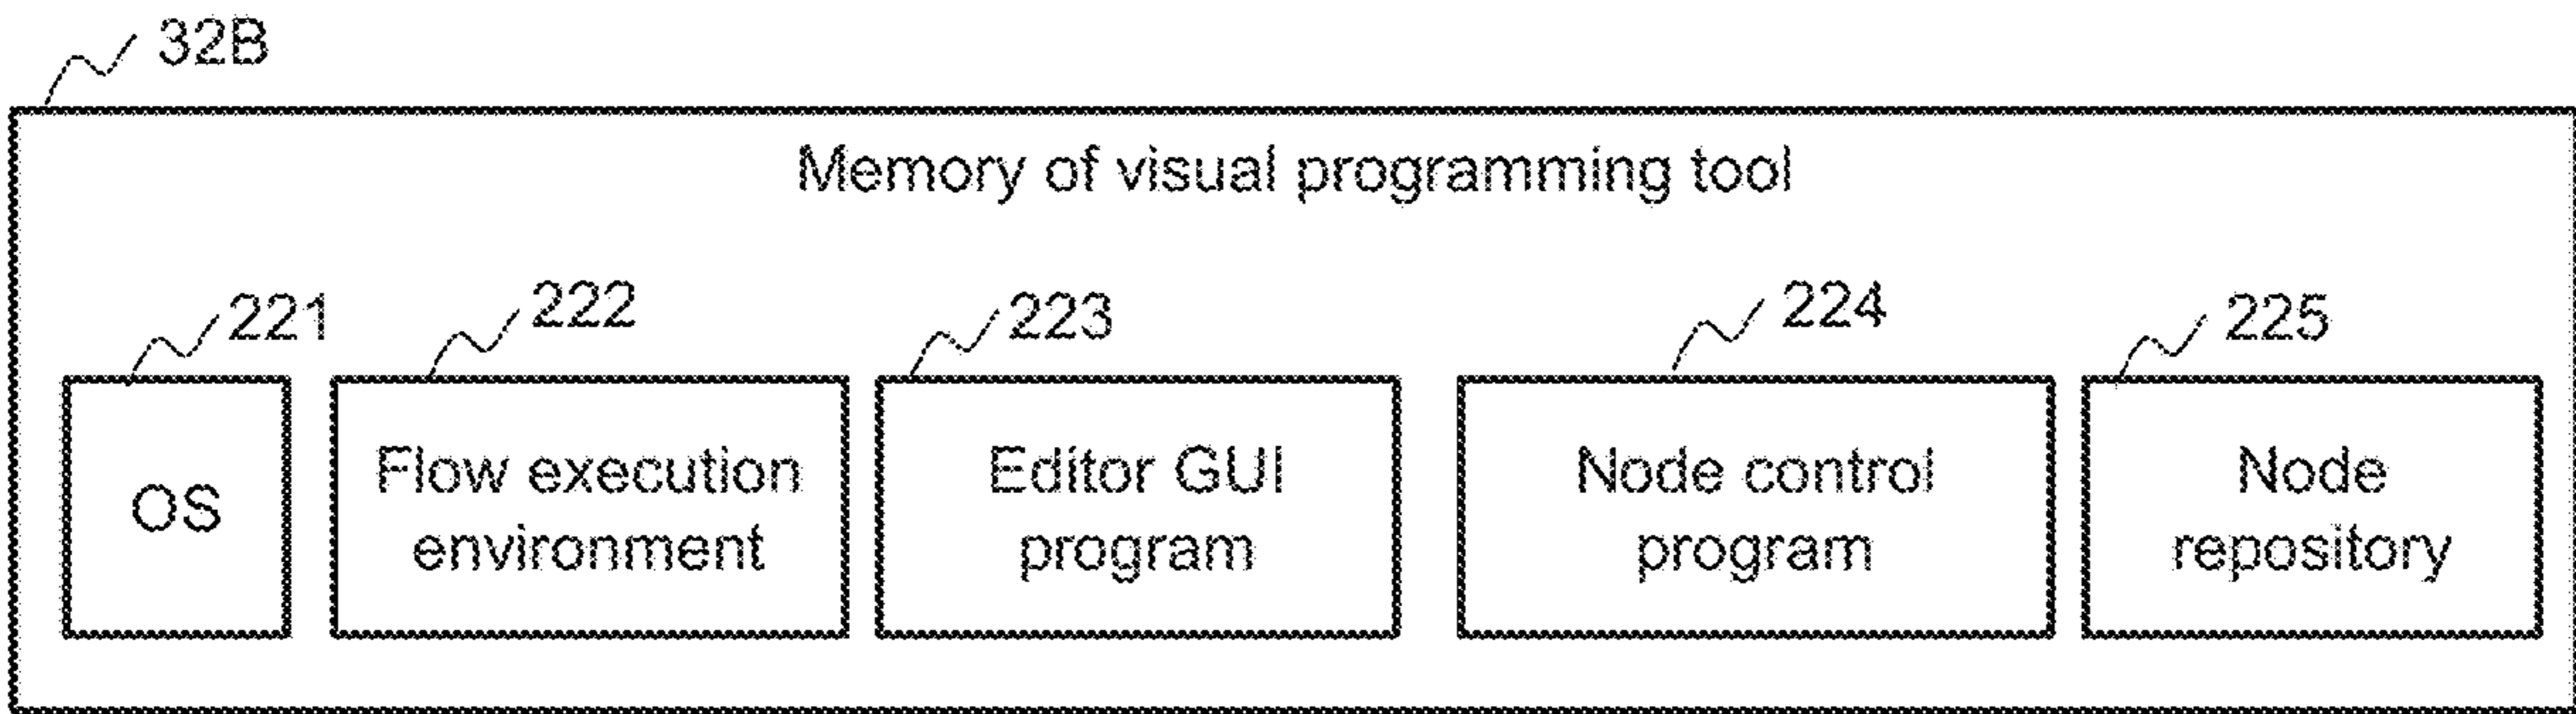 32B
Memory of visual programming tool
221
222
223
224
225
OS
Flow execution
environment
Editor GUI
program
Node control
program
Node
repository